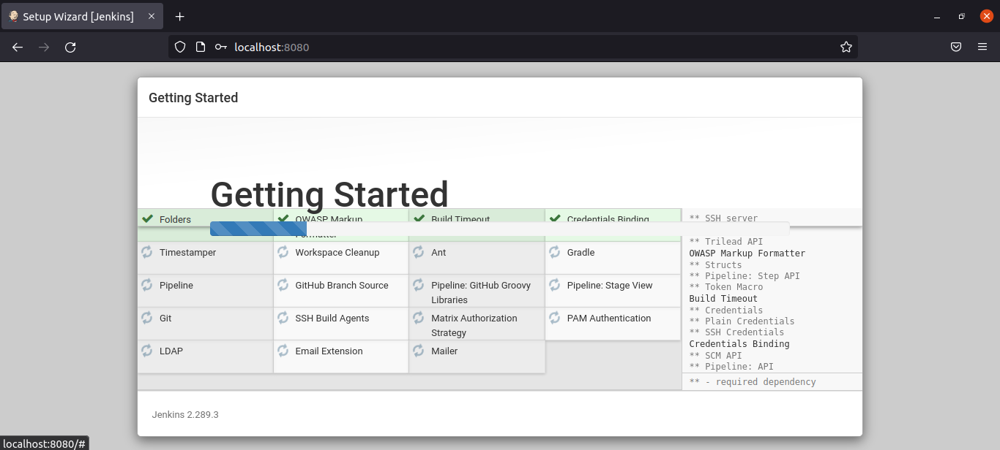 Setup Wizard [Jenkins]
localhost:8080
Getting Started
Getting Started
Folders
OWASP Markup
Formatter
Build Timeout
Credentials Binding
Timestamper
Workspace Cleanup
Ant
Gradle
Pipeline
GitHub Branch Source
Pipeline: GitHub Groovy
Libraries
Pipeline: Stage View
Git
SSH Build Agents
Matrix Authorization
Strategy
PAM Authentication
LDAP
Email Extension
Mailer
** SSH server
** Trilead API
OWASP Markup Formatter
** Structs
** Pipeline: Step API
** Token Macro
Build Timeout
** Credentials
** Plain Credentials
** SSH Credentials
Credentials Binding
** SCM API
** Pipeline: API
** - required dependency
Jenkins 2.289.3
localhost:8080/#